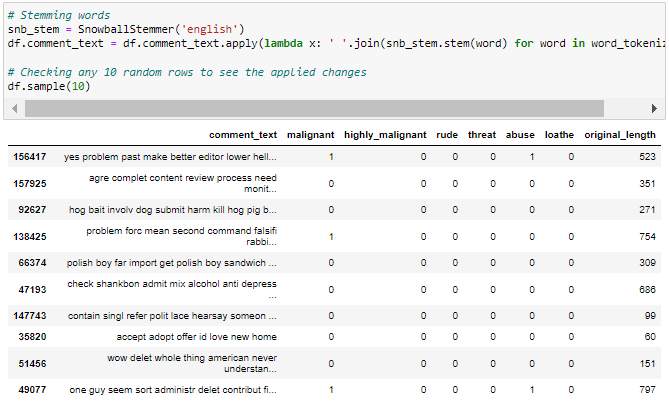 # Stemming words
snb_stem = SnowballStemmer('english')
df.comment_text = df.comment_text.apply(lambda x: ' '.join(snb_stem.stem(word) for word in word_tokeniz
# Checking any 10 random rows to see the applied changes
df.sample(10)
comment_text malignant highly_malignant rude threat abuse loathe original_length
156417 yes problem past make better editor lower hell... 1 0 0 0 1 0 523
157925 agre complet content review process need monit... 0 0 0 0 0 0 351
92627 hog bait involv dog submit harm kill hog pig b... 0 0 0 0 0 0 271
138425 problem forc mean second command falsifi rabbi... 1 0 0 0 0 0 754
66374 polish boy far import get polish boy sandwich ... 0 0 0 0 0 0 309
47193 check shankbon admit mix alcohol anti depress ... 0 0 0 0 0 0 686
147743 contain singl refer polit lace hearsay someon ... 0 0 0 0 0 0 99
35820 accept adopt offer id love new home 0 0 0 0 0 0 60
51456 wow delet whole thing american never understan... 0 0 0 0 0 0 151
49077 one guy seem sort administr delet contribut fi... 1 0 0 0 1 0 797